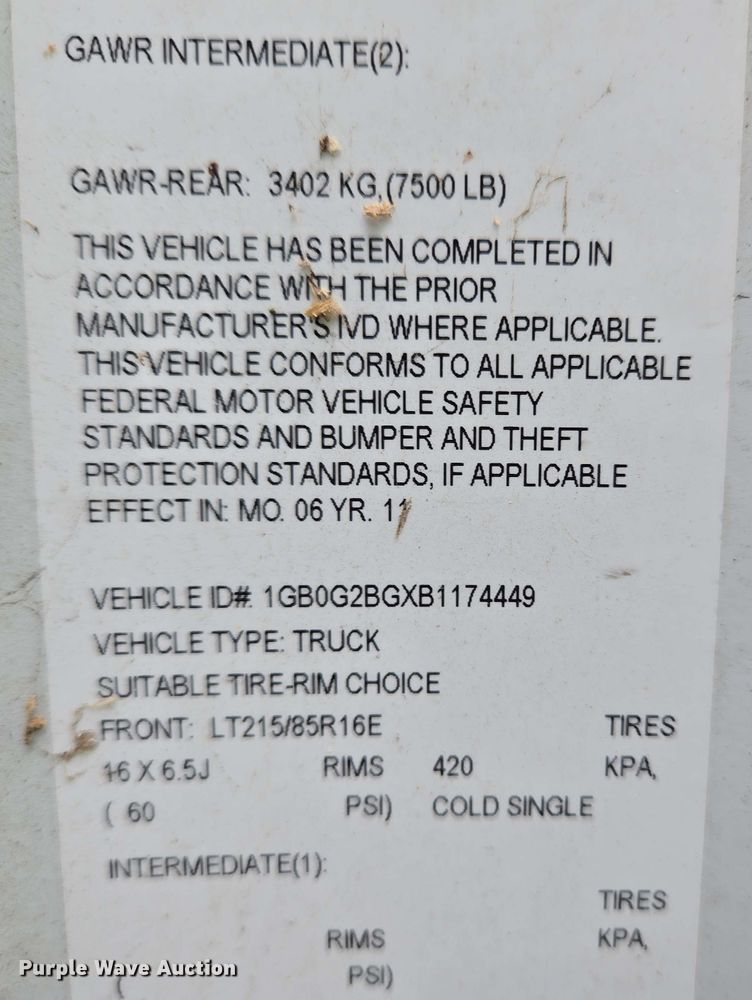 GAWR INTERMEDIATE(2):
GAWR-REAR: 3402 KG,(7500 LB)
THIS VEHICLE HAS BEEN COMPLETED IN
ACCORDANCE WITH THE PRIOR
MANUFACTURER'S IVD WHERE APPLICABLE.
THIS VEHICLE CONFORMS TO ALL APPLICABLE
FEDERAL MOTOR VEHICLE SAFETY
STANDARDS AND BUMPER AND THEFT
PROTECTION STANDARDS, IF APPLICABLE
EFFECT IN: MO. 06 YR. 11
VEHICLE ID#: 1GB0G2BGXB1174449
VEHICLE TYPE: TRUCK
SUITABLE TIRE-RIM CHOICE
FRONT: LT215/85R16E TIRES
16 X 6.5J RIMS 420 KPA,
( 60 PSI) COLD SINGLE
INTERMEDIATE(1):
TIRES
RIMS KPA,
( PSI)
Purple Wave Auction